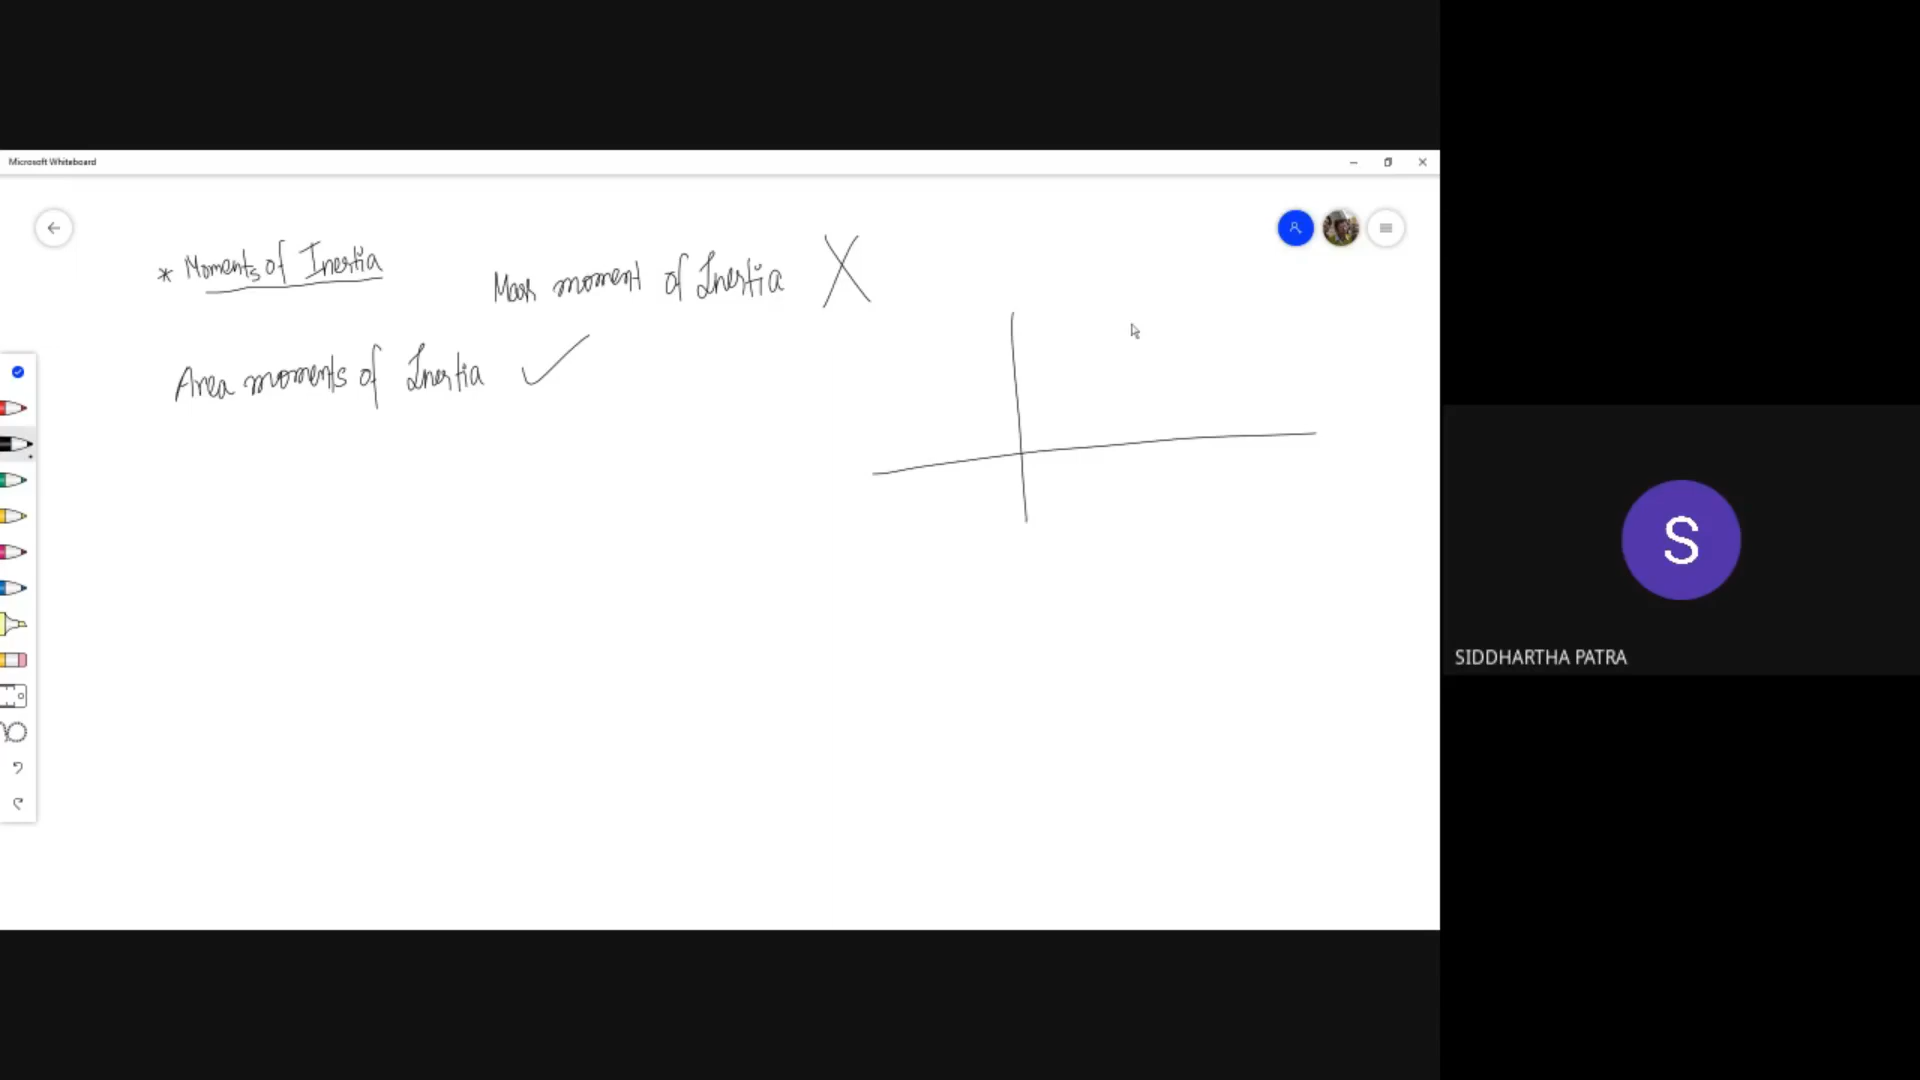 Microsoft Whiteboard
* Moments of Inertia
Mass moment of Inertia X
Area moments of Inertia ✓
S
SIDDHARTHA PATRA